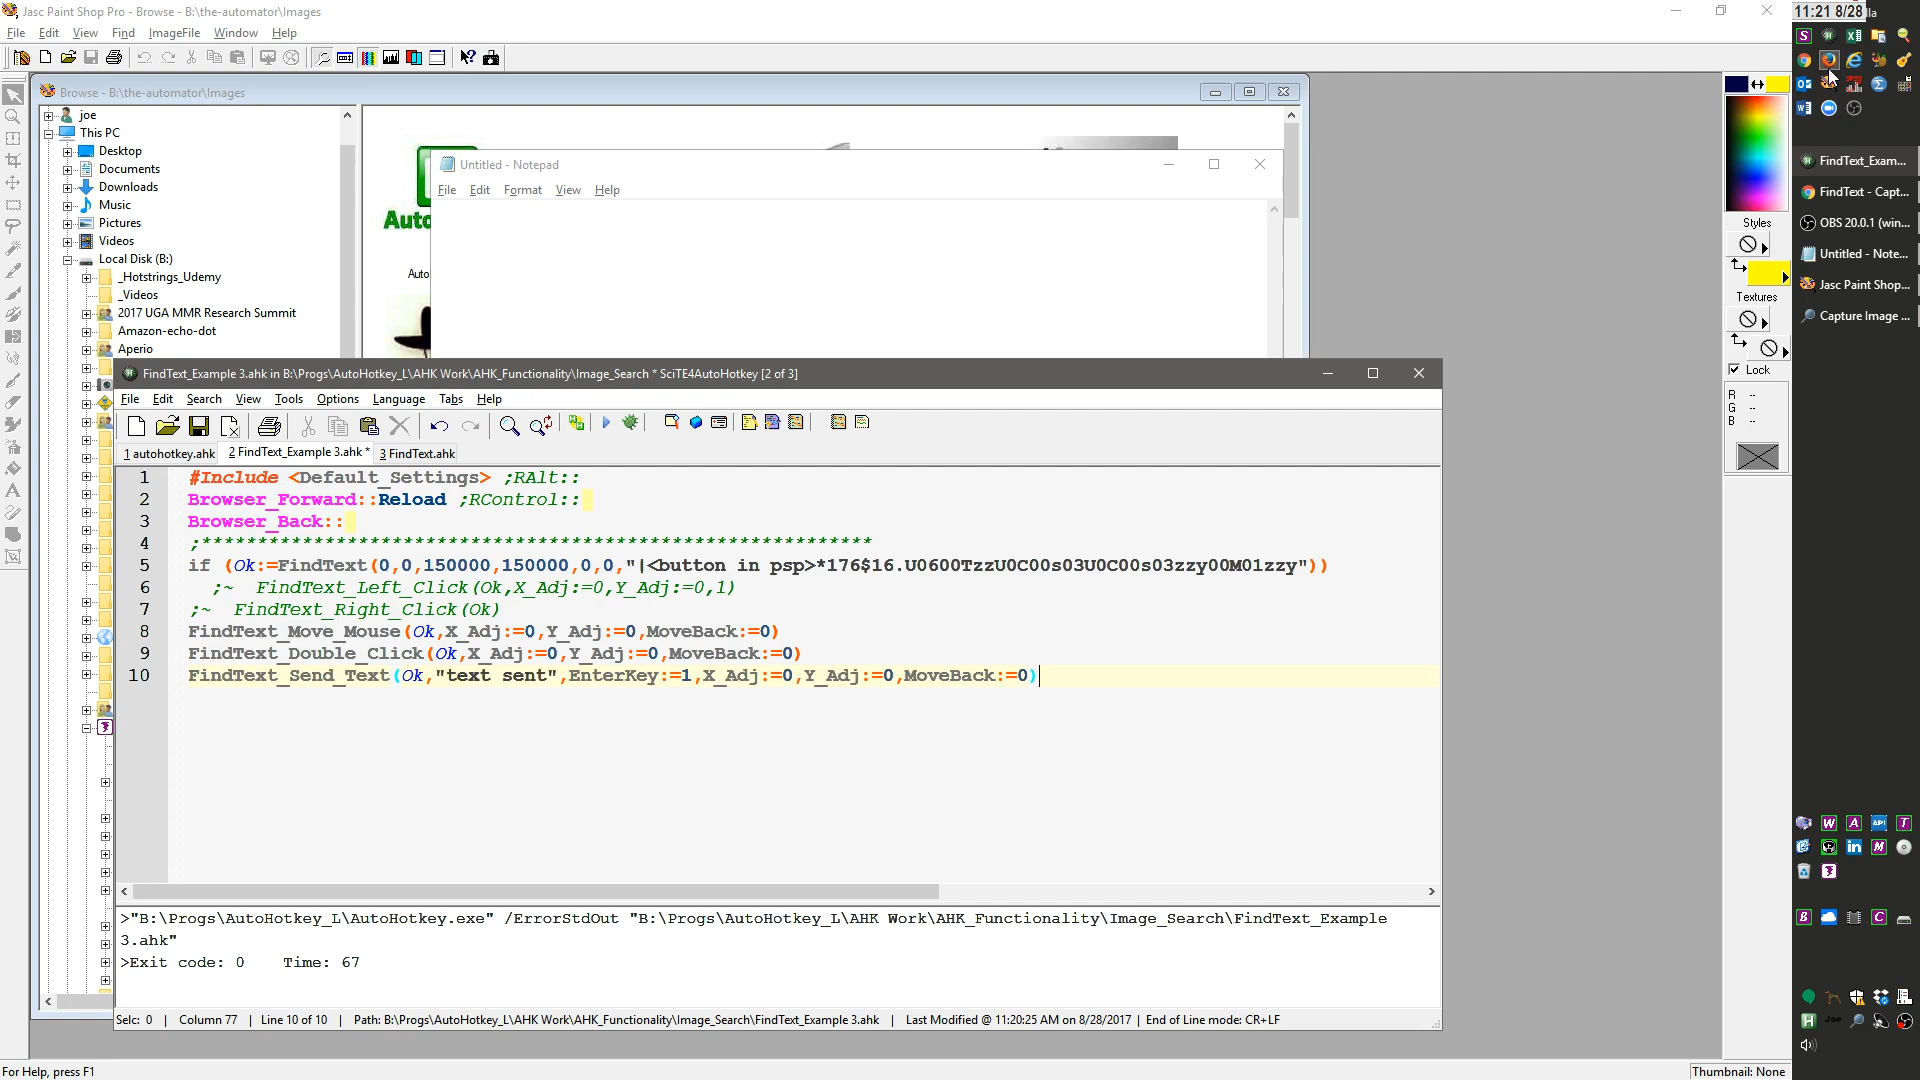 Jasc Paint Shop Pro - Browse - B:\the-automator\Images
File Edit View Find ImageFile Window Help
Browse - B:\the-automator\Images
joe
This PC
Desktop
Documents
Downloads
Music
Pictures
Videos
Local Disk (B:)
_Hotstrings_Udemy
_Videos
2017 UGA MMR Research Summit
Amazon-echo-dot
Aperio
Auto
Auto
Untitled - Notepad
File Edit Format View Help
FindText_Example 3.ahk in B:\Progs\AutoHotkey_L\AHK Work\AHK_Functionality\Image_Search * SciTE4AutoHotkey [2 of 3]
File Edit Search View Tools Options Language Tabs Help
1 autohotkey.ahk 2 FindText_Example 3.ahk * 3 FindText.ahk
1 #Include <Default_Settings> ;RAlt::
2 Browser_Forward::Reload ;RControl::
3 Browser_Back::
4 ;************************************************************
5 if (Ok:=FindText(0,0,150000,150000,0,0,"|<button in psp>*176$16.U0600TzzU0C00s03U0C00s03zzy00M01zzy"))
6 ;~ FindText_Left_Click(Ok,X_Adj:=0,Y_Adj:=0,1)
7 ;~ FindText_Right_Click(Ok)
8 FindText_Move_Mouse(Ok,X_Adj:=0,Y_Adj:=0,MoveBack:=0)
9 FindText_Double_Click(Ok,X_Adj:=0,Y_Adj:=0,MoveBack:=0)
10 FindText_Send_Text(Ok,"text sent",EnterKey:=1,X_Adj:=0,Y_Adj:=0,MoveBack:=0)
>"B:\Progs\AutoHotkey_L\AutoHotkey.exe" /ErrorStdOut "B:\Progs\AutoHotkey_L\AHK Work\AHK_Functionality\Image_Search\FindText_Example
3.ahk"
>Exit code: 0 Time: 67
Selc: 0 | Column 77 | Line 10 of 10 | Path: B:\Progs\AutoHotkey_L\AHK Work\AHK_Functionality\Image_Search\FindText_Example 3.ahk | Last Modified @ 11:20:25 AM on 8/28/2017 | End of Line mode: CR+LF
For Help, press F1
Thumbnail: None
Styles
Textures
Lock
R --
G --
B --
11:21 8/28
FindText_Exam...
FindText - Capt...
OBS 20.0.1 (win...
Untitled - Note...
Jasc Paint Shop...
Capture Image ...